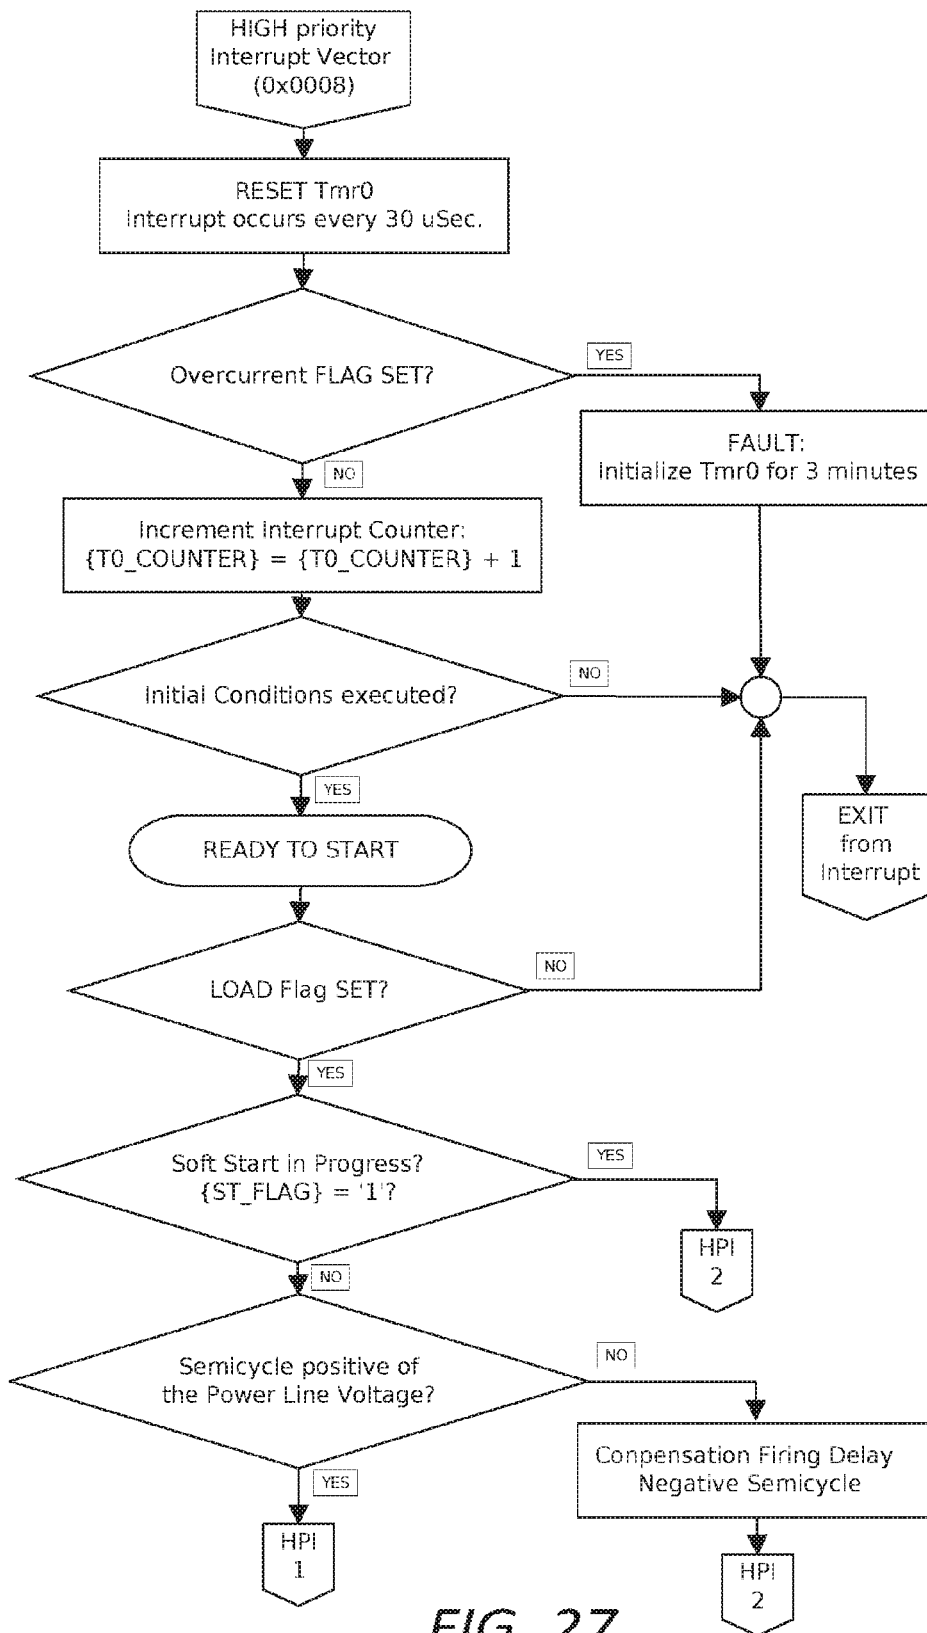 HIGH priority
Interrupt Vector
(0x0008)
RESET Tmr0
Interrupt occurs every 30 uSec.
Overcurrent FLAG SET?
YES
FAULT:
Initialize Tmr0 for 3 minutes
NO
Increment Interrupt Counter:
{T0_COUNTER} = {T0_COUNTER} + 1
Initial Conditions executed?
NO
YES
EXIT
from
Interrupt
READY TO START
LOAD Flag SET?
NO
YES
Soft Start in Progress?
{ST_FLAG} = '1'?
YES
HPI
2
NO
Semicycle positive of
the Power Line Voltage?
NO
Conpensation Firing Delay
Negative Semicycle
YES
HPI
1
HPI
2
FIG. 27